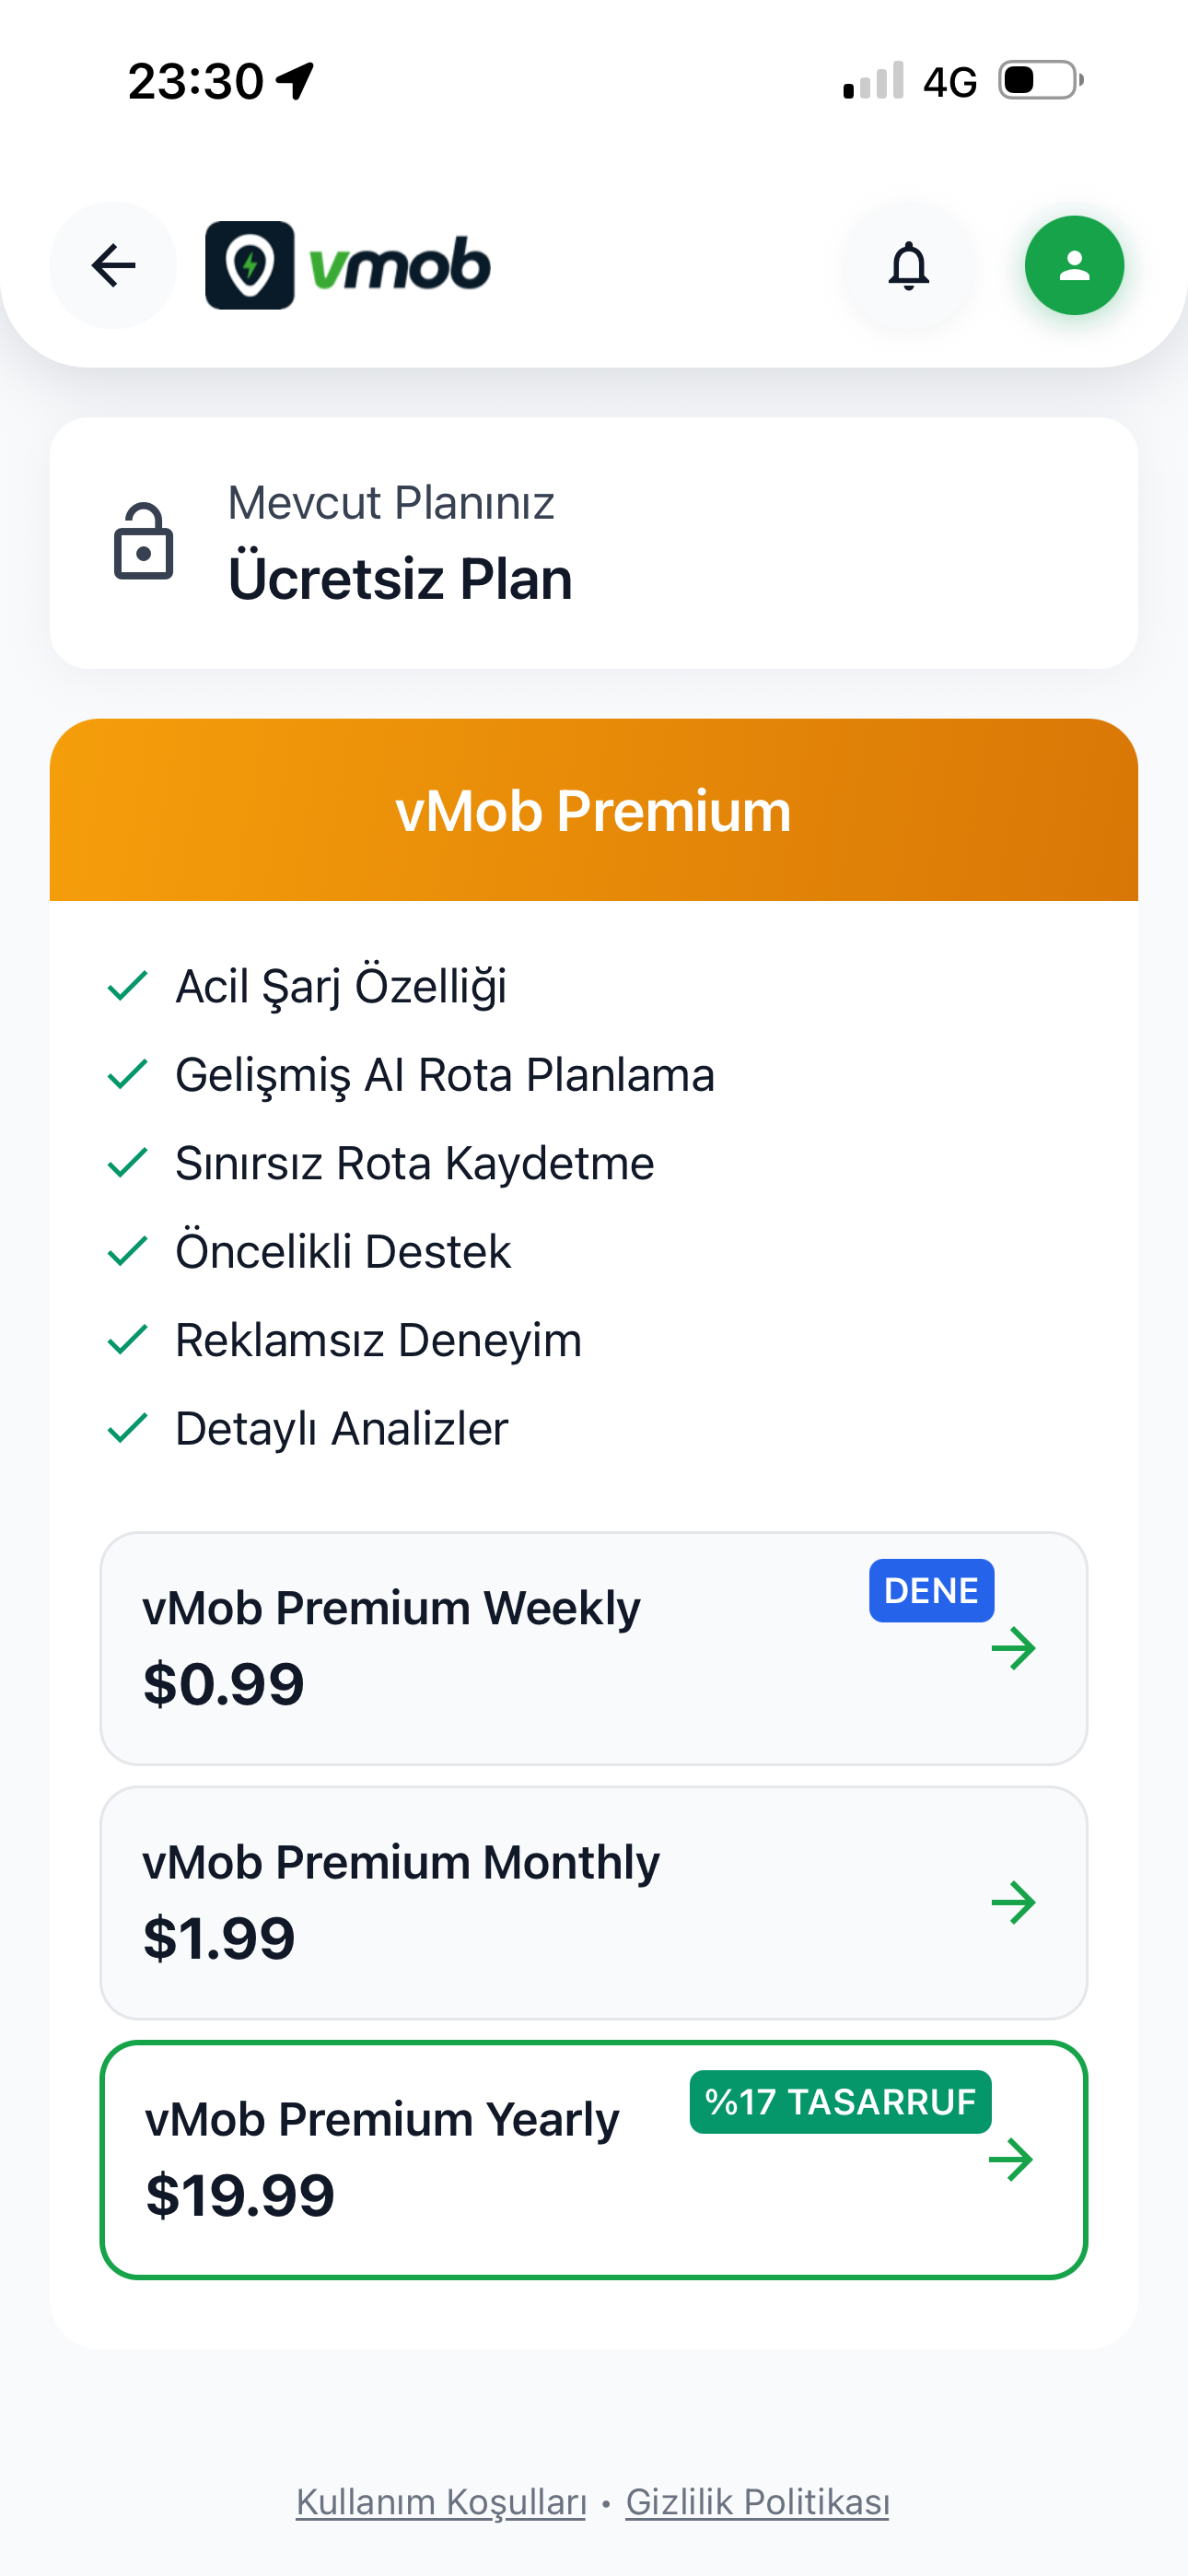 23:30
4G
vmob
Mevcut Planınız
Ücretsiz Plan
vMob Premium
Acil Şarj Özelliği
Gelişmiş AI Rota Planlama
Sınırsız Rota Kaydetme
Öncelikli Destek
Reklamsız Deneyim
Detaylı Analizler
DENE
vMob Premium Weekly
$0.99
vMob Premium Monthly
$1.99
%17 TASARRUF
vMob Premium Yearly
$19.99
Kullanım Koşulları • Gizlilik Politikası